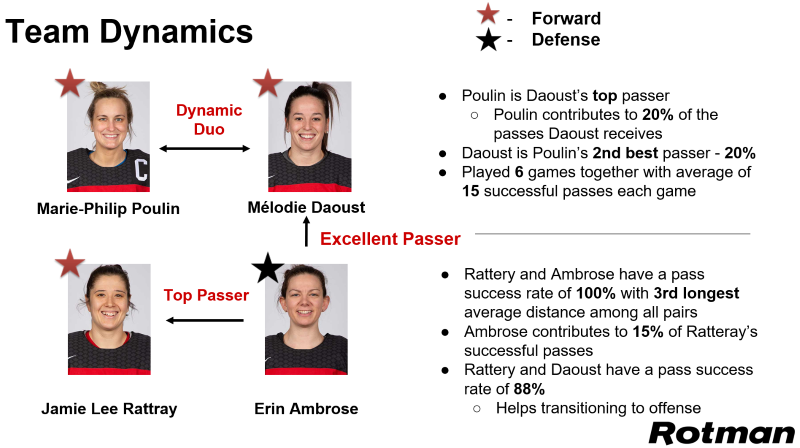 Team Dynamics
- Forward
- Defense
Dynamic
Duo
C
Marie-Philip Poulin
Mélodie Daoust
● Poulin is Daoust's top passer
○ Poulin contributes to 20% of the
passes Daoust receives
● Daoust is Poulin's 2nd best passer - 20%
● Played 6 games together with average of
15 successful passes each game
Excellent Passer
Top Passer
Jamie Lee Rattray
Erin Ambrose
● Rattery and Ambrose have a pass
success rate of 100% with 3rd longest
average distance among all pairs
● Ambrose contributes to 15% of Ratteray's
successful passes
● Rattery and Daoust have a pass success
rate of 88%
○ Helps transitioning to offense
Rotman